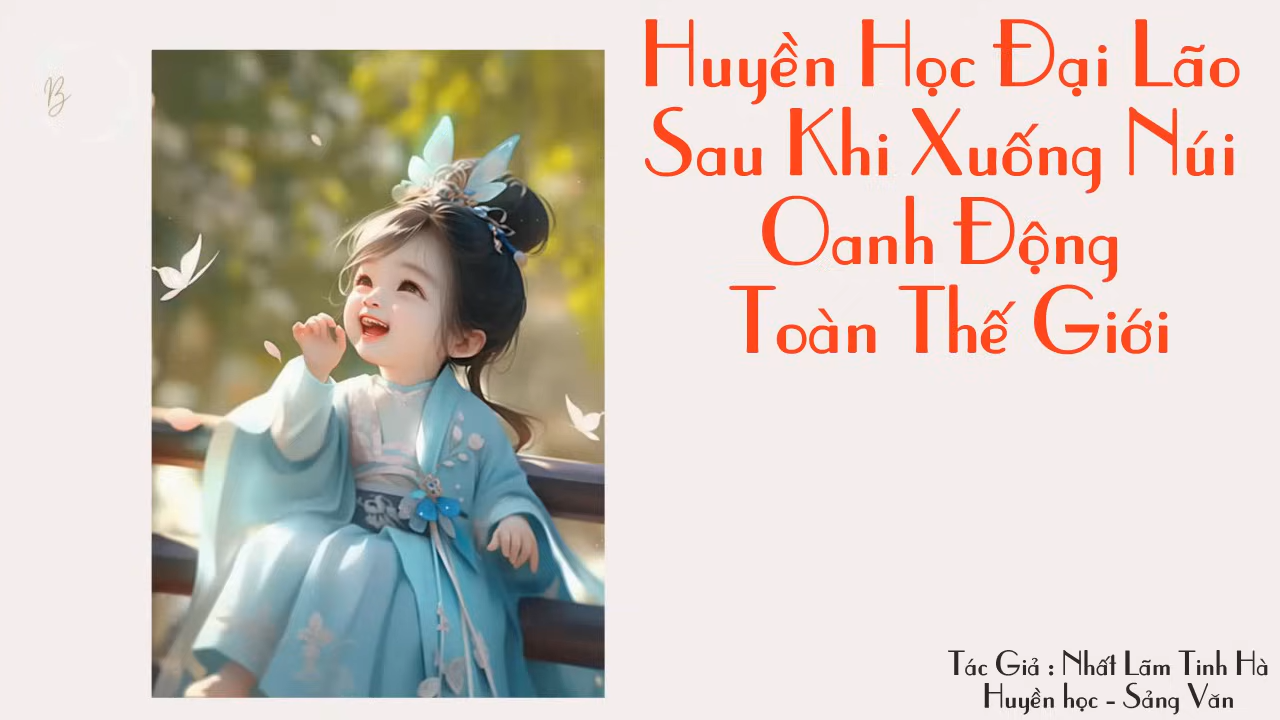 B
Huyền Học Đại Lão
Sau Khi Xuống Núi
Oanh Động
Toàn Thế Giới
Tác Giả : Nhất Lãm Tinh Hà
Huyền học - Sảng Văn